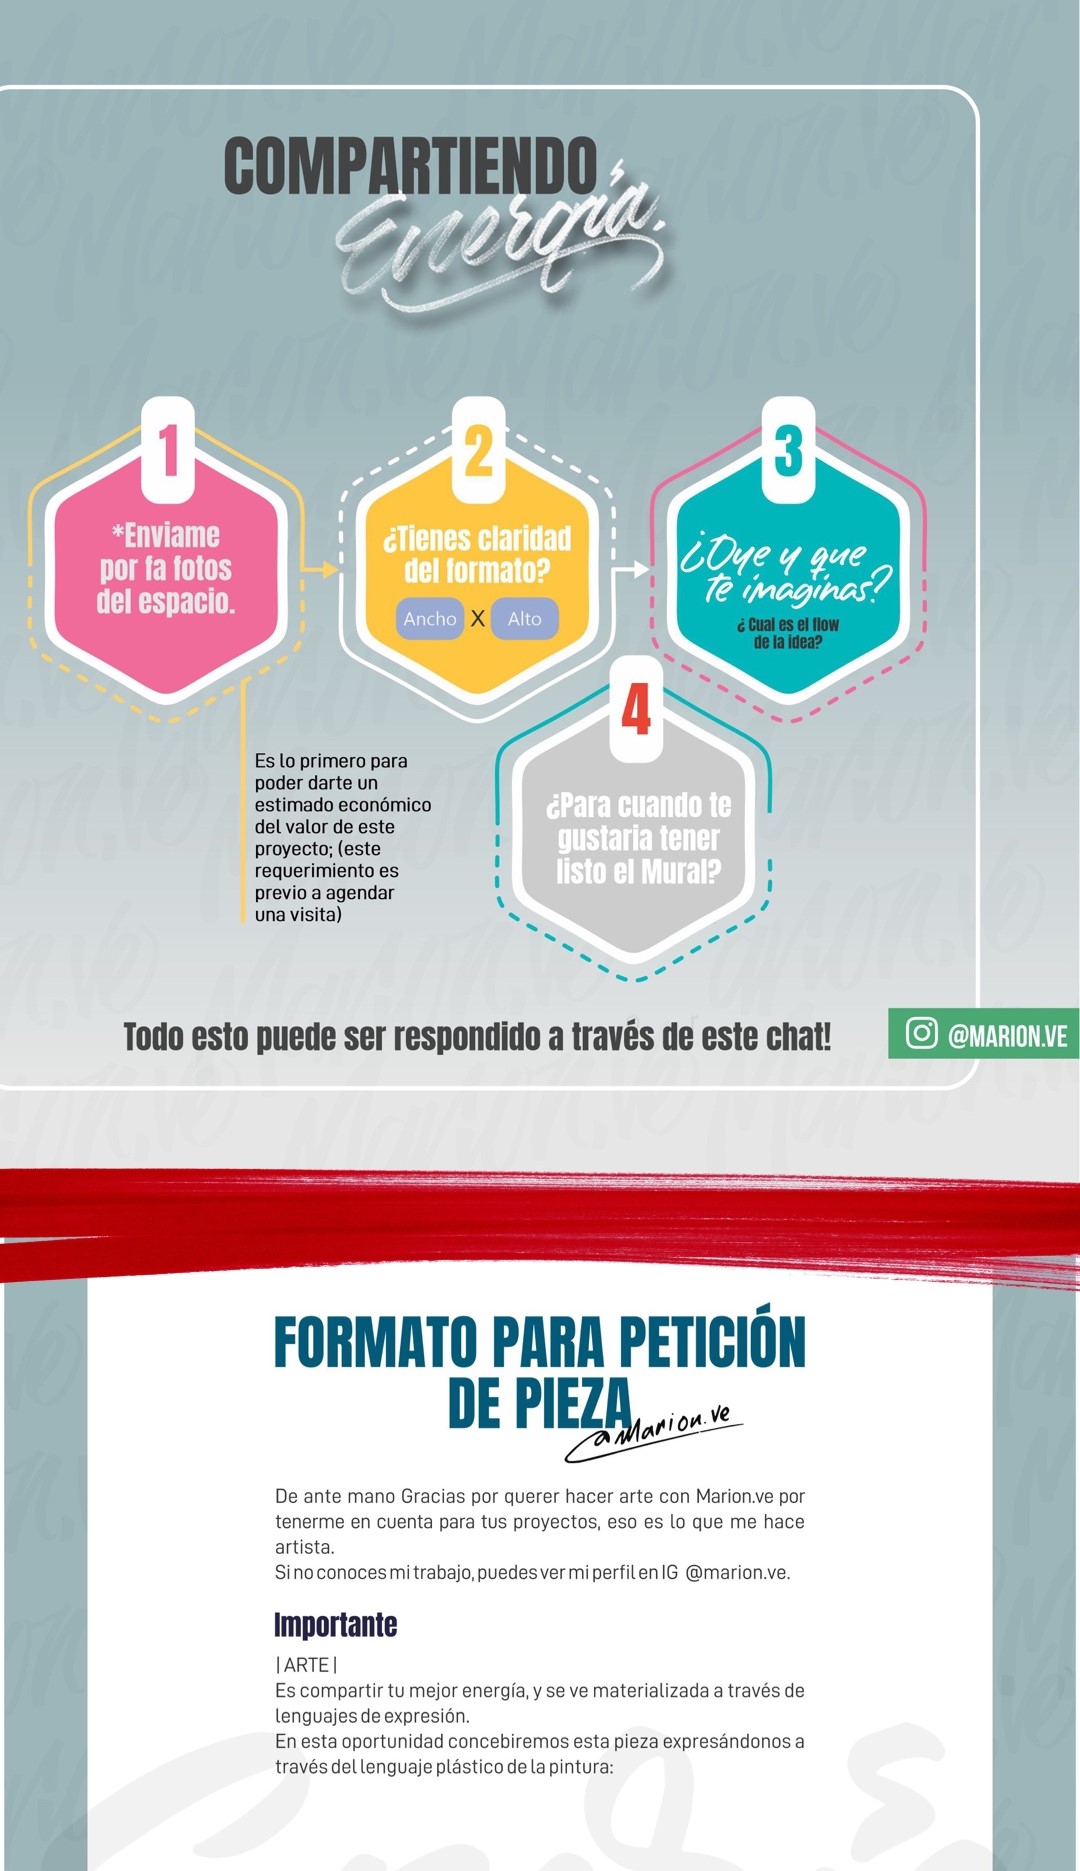 COMPARTIENDO
Energía.
1
*Enviame
por fa fotos
del espacio.
2
¿Tienes claridad
del formato?
Ancho X Alto
3
¿Oye y que
te imaginas?
¿Cual es el flow
de la idea?
Es lo primero para
poder darte un
estimado económico
del valor de este
proyecto; (este
requerimiento es
previo a agendar
una visita)
4
¿Para cuando te
gustaria tener
listo el Mural?
Todo esto puede ser respondido a través de este chat!
@MARION.VE
FORMATO PARA PETICIÓN
DE PIEZA
@Marion.ve
De ante mano Gracias por querer hacer arte con Marion.ve por
tenerme en cuenta para tus proyectos, eso es lo que me hace
artista.
Si no conoces mi trabajo, puedes ver mi perfil en IG @marion.ve.
Importante
| ARTE |
Es compartir tu mejor energía, y se ve materializada a través de
lenguajes de expresión.
En esta oportunidad concebiremos esta pieza expresándonos a
través del lenguaje plástico de la pintura: